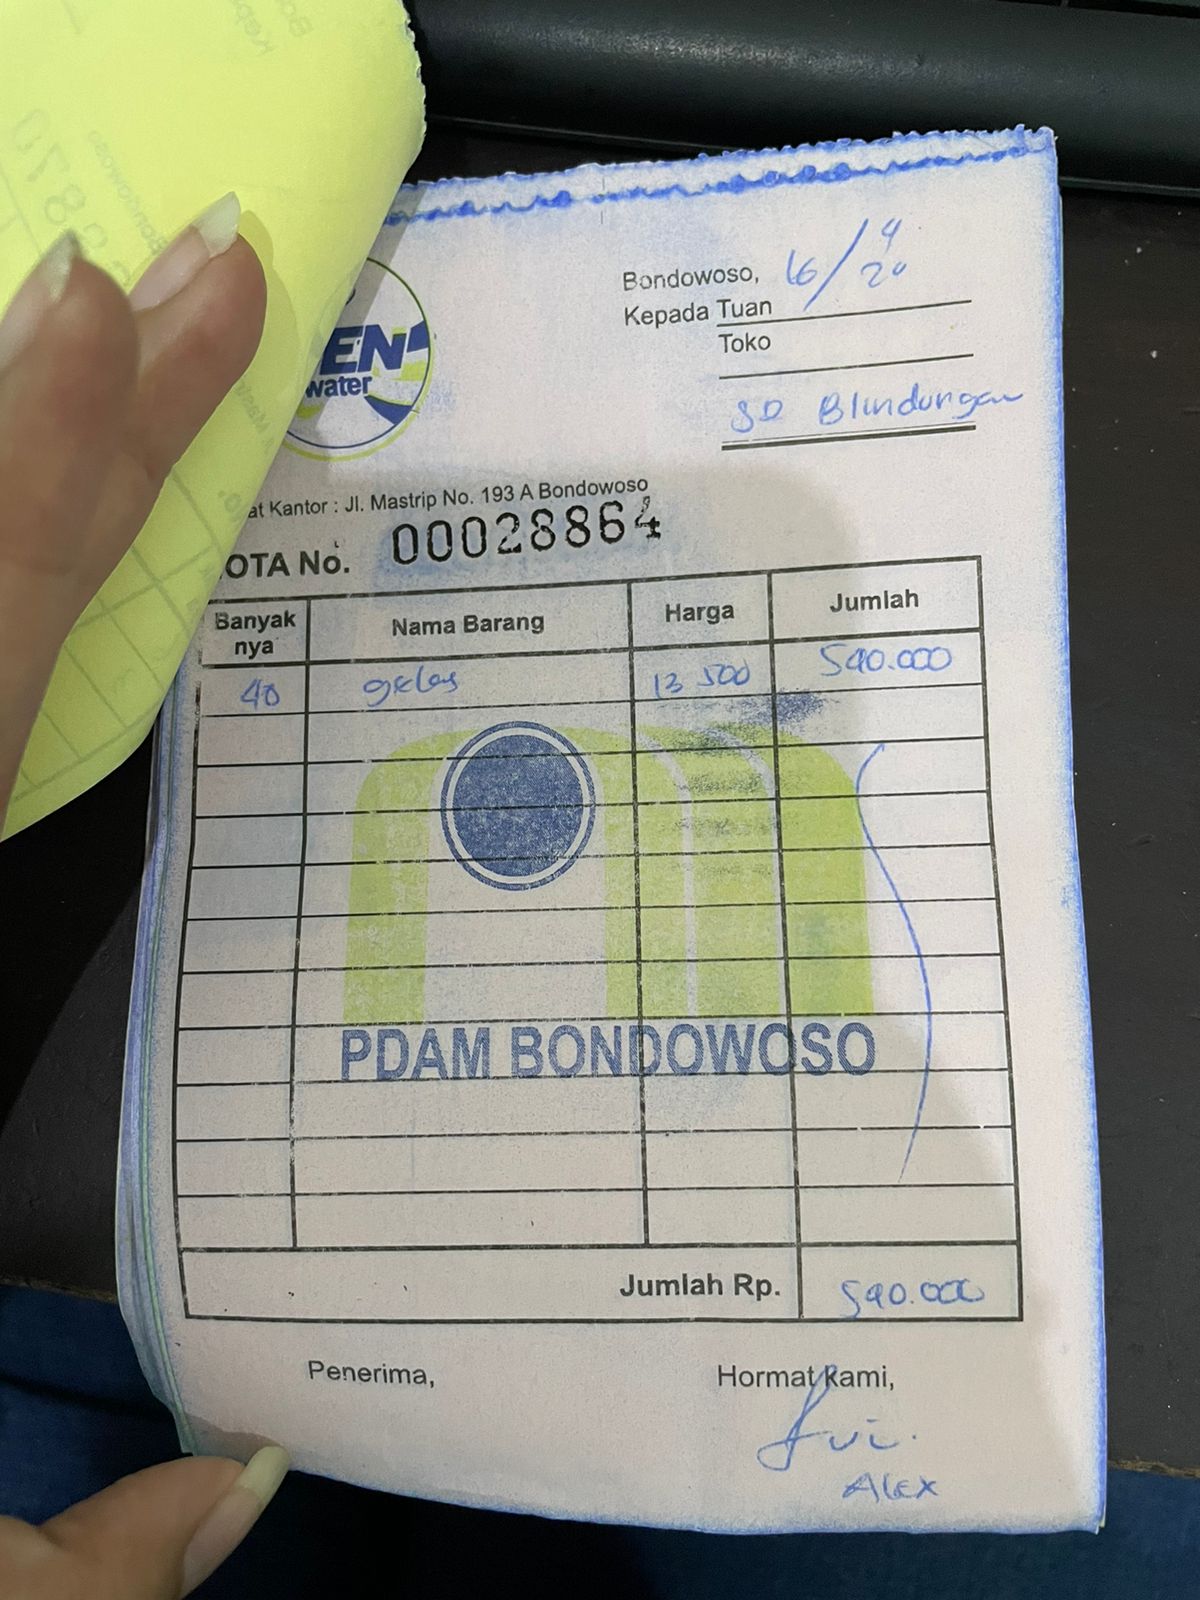 Bondowoso, 16/4 20
Kepada Tuan
Toko
SD Blindungan
EN
water
at Kantor : Jl. Mastrip No. 193 A Bondowoso
OTA No. 00028864
Banyak nya Nama Barang Harga Jumlah
40 gelas 13 500 540.000
PDAM BONDOWOSO
Jumlah Rp. 540.000
Penerima, Hormat kami,
ALEX